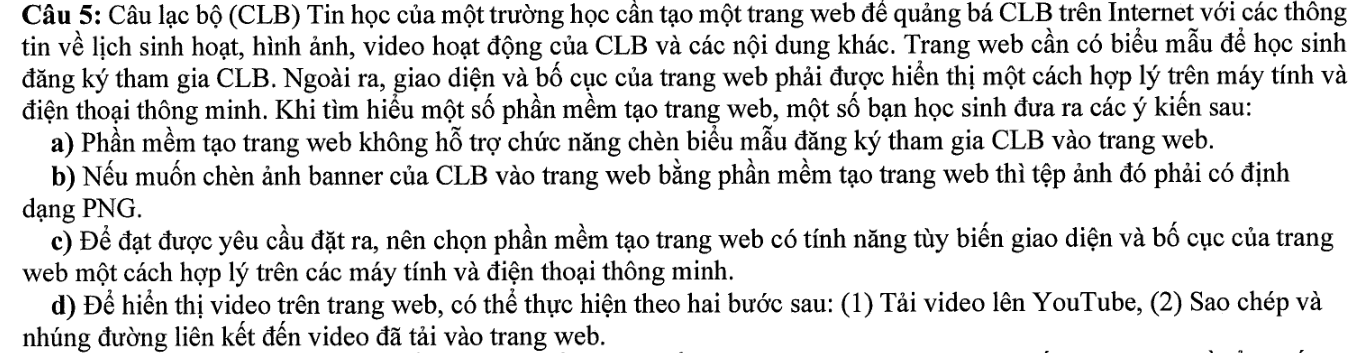 Câu 5: Câu lạc bộ (CLB) Tin học của một trường học cần tạo một trang web để quảng bá CLB trên Internet với các thông
tin về lịch sinh hoạt, hình ảnh, video hoạt động của CLB và các nội dung khác. Trang web cần có biểu mẫu để học sinh
đăng ký tham gia CLB. Ngoài ra, giao diện và bố cục của trang web phải được hiển thị một cách hợp lý trên máy tính và
điện thoại thông minh. Khi tìm hiểu một số phần mềm tạo trang web, một số bạn học sinh đưa ra các ý kiến sau:
a) Phần mềm tạo trang web không hỗ trợ chức năng chèn biểu mẫu đăng ký tham gia CLB vào trang web.
b) Nếu muốn chèn ảnh banner của CLB vào trang web bằng phần mềm tạo trang web thì tệp ảnh đó phải có định
dạng PNG.
c) Để đạt được yêu cầu đặt ra, nên chọn phần mềm tạo trang web có tính năng tùy biến giao diện và bố cục của trang
web một cách hợp lý trên các máy tính và điện thoại thông minh.
d) Để hiển thị video trên trang web, có thể thực hiện theo hai bước sau: (1) Tải video lên YouTube, (2) Sao chép và
nhúng đường liên kết đến video đã tải vào trang web.